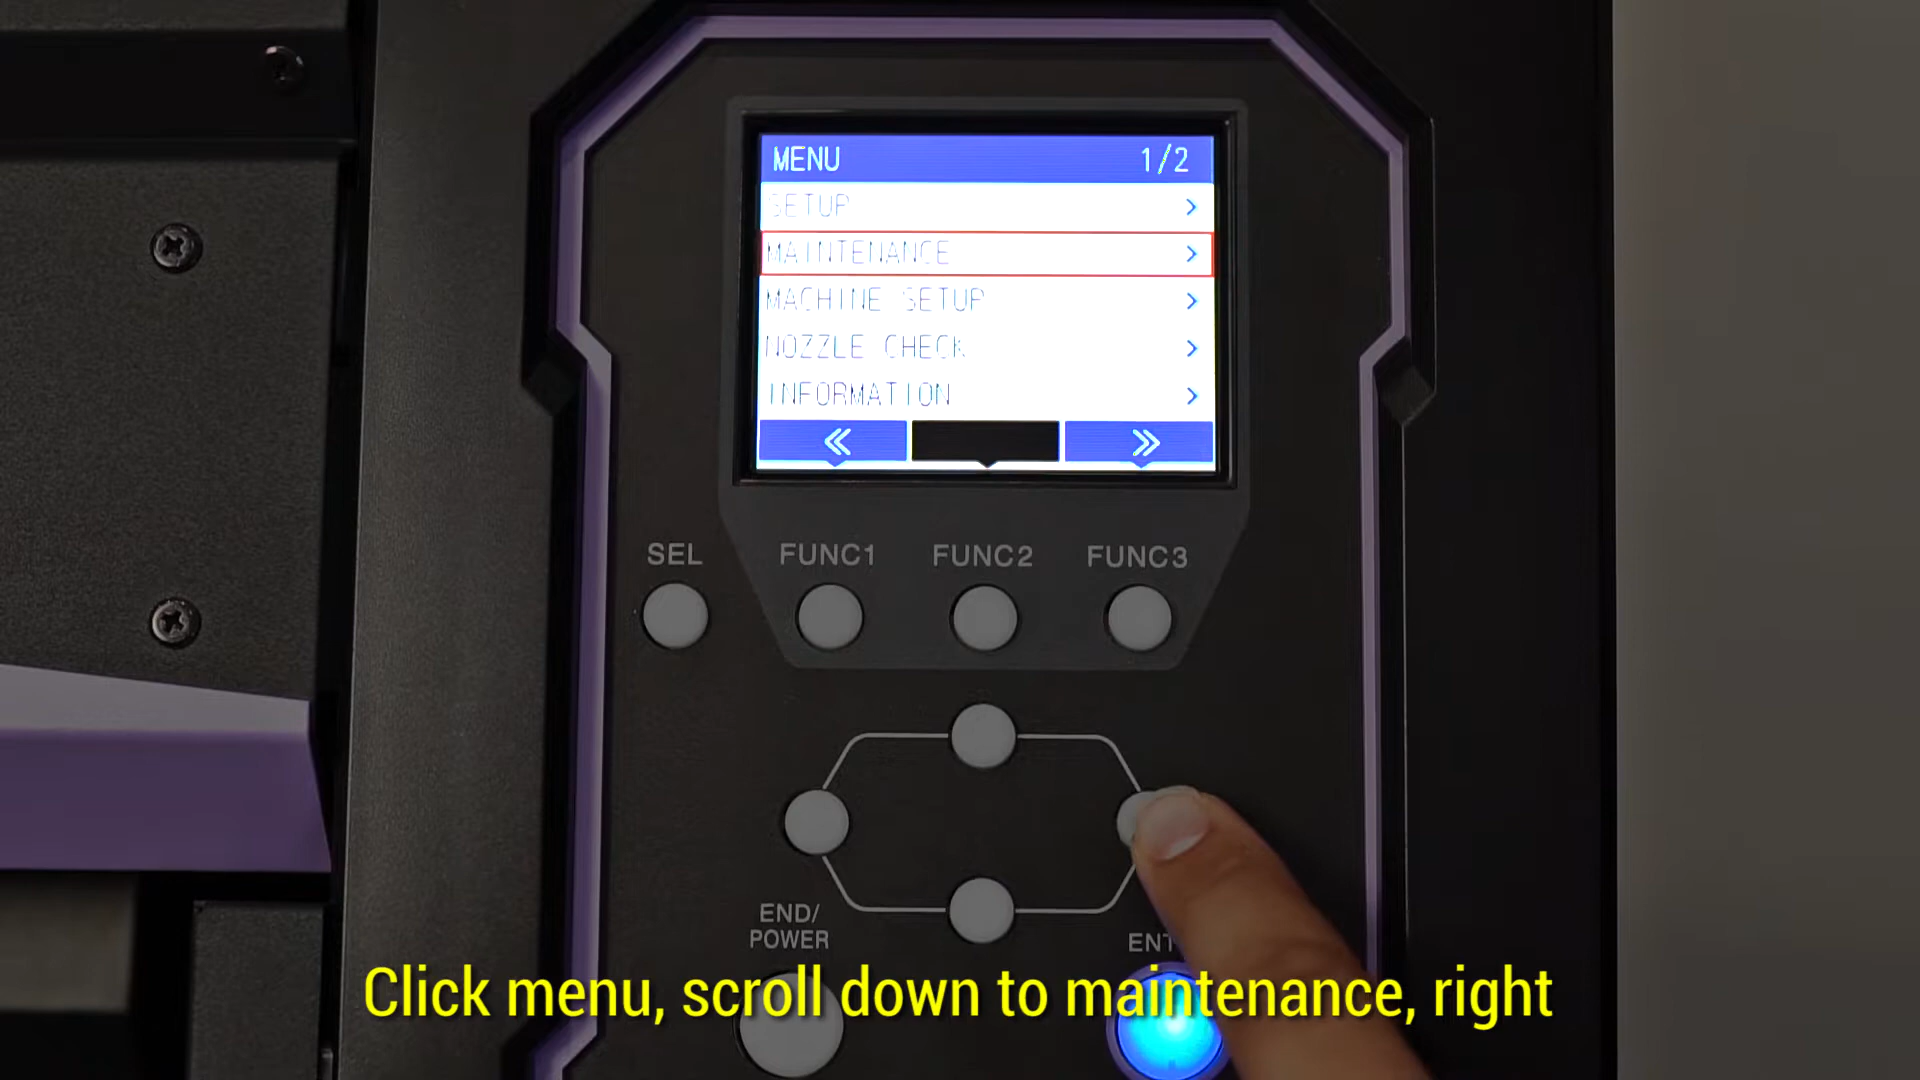 MENU 1/2
SETUP >
MAINTENANCE >
MACHINE SETUP >
NOZZLE CHECK >
INFORMATION >
SEL FUNC1 FUNC2 FUNC3
END/
POWER
ENT
Click menu, scroll down to maintenance, right